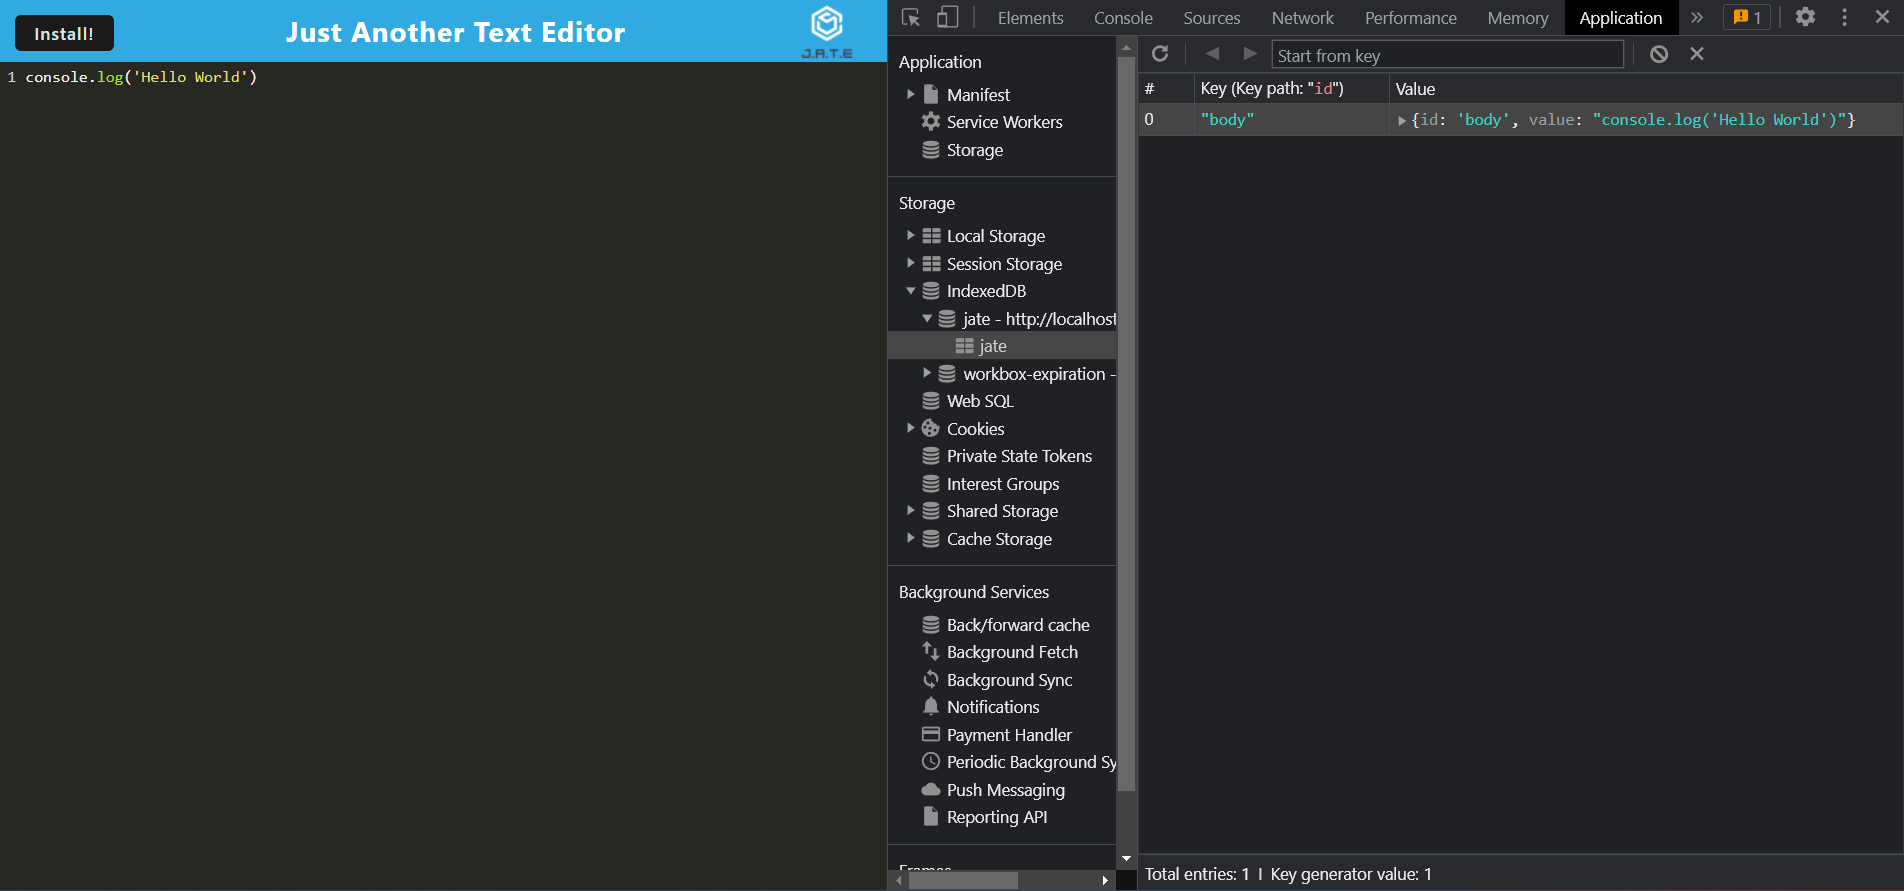 Install!
Just Another Text Editor
J.A.T.E
1 console.log('Hello World')
Elements Console Sources Network Performance Memory Application » 1
Application
Manifest
Service Workers
Storage
Storage
Local Storage
Session Storage
IndexedDB
jate - http://localhost
jate
workbox-expiration -
Web SQL
Cookies
Private State Tokens
Interest Groups
Shared Storage
Cache Storage
Background Services
Back/forward cache
Background Fetch
Background Sync
Notifications
Payment Handler
Periodic Background Sy
Push Messaging
Reporting API
Frames
Start from key
# Key (Key path: "id") Value
0 "body" {id: 'body', value: "console.log('Hello World')"}
Total entries: 1 | Key generator value: 1